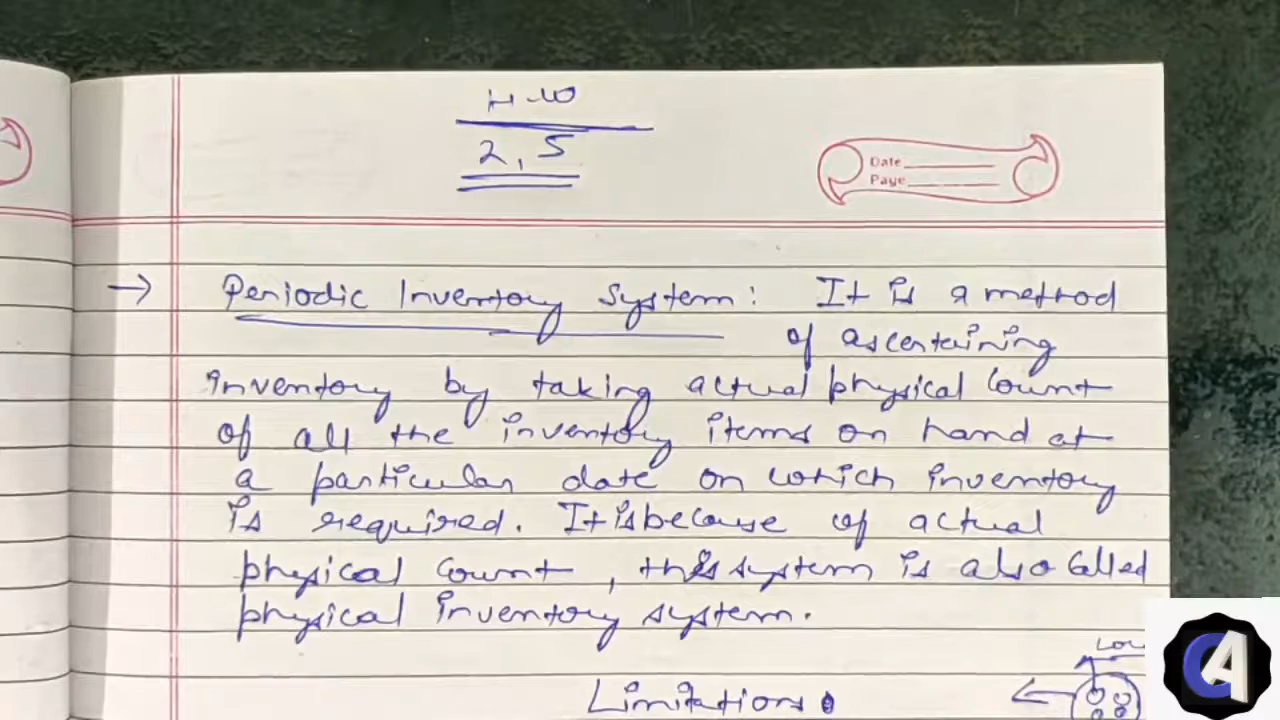 H.W
2, 5
Date
Page
→ Periodic Inventory System: It is a method
of ascertaining
inventory by taking actual physical count
of all the inventory items on hand at
a particular date on which inventory
is required. It is because of actual
physical count, this system is also called
physical inventory system.
Limitations
CA